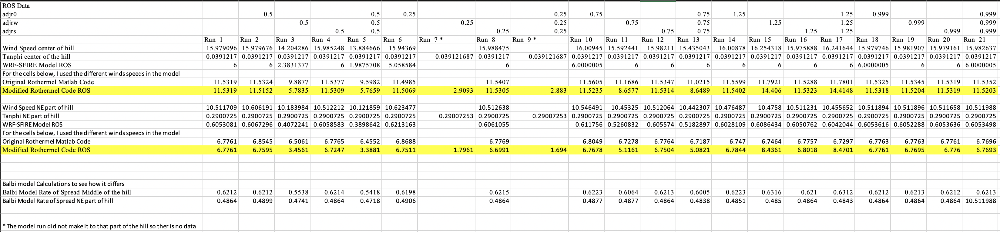 ROS Data
adjr0 0.5 0.5 0.25 0.25 0.75 0.75 1.25 1.25 0.999 0.999
adjrw 0.5 0.5 0.25 0.25 0.75 0.75 1.25 1.25 0.999 0.999
adjrs 0.5 0.5 0.25 0.25 0.75 0.75 1.25 1.25 0.999 0.999
Run_1 Run_2 Run_3 Run_4 Run_5 Run_6 Run_7 * Run_8 Run_9 * Run_10 Run_11 Run_12 Run_13 Run_14 Run_15 Run_16 Run_17 Run_18 Run_19 Run_20 Run_21
Wind Speed center of hill 15.979096 15.979676 14.204286 15.985248 13.884666 15.94369 15.988475 16.00945 15.592441 15.98211 15.435043 16.00878 16.254318 15.975888 16.241644 15.979746 15.981907 15.979161 15.982637
Tanphi center of the hill 0.0391217 0.0391217 0.0391217 0.0391217 0.0391217 0.0391217 0.039121687 0.0391217 0.039121687 0.0391217 0.0391217 0.0391217 0.0391217 0.0391217 0.0391217 0.0391217 0.0391217 0.0391217 0.0391217 0.0391217 0.0391217
WRF-SFIRE Model ROS 6 6 2.3831377 6 1.9875708 5.058584 6 6.0000005 6 6 6 6 6 6 6 6.0000005 6 6 6.0000005
For the cells below, I used the different winds speeds in the model
Original Rothermel Matlab Code 11.5319 11.5324 9.8877 11.5377 9.5982 11.4985 11.5407 11.5605 11.1686 11.5347 11.0215 11.5599 11.7921 11.5288 11.7801 11.5325 11.5345 11.5319 11.5352
Modified Rothermel Code ROS 11.5319 11.5152 5.7835 11.5309 5.7659 11.5069 2.9093 11.5305 2.883 11.5235 8.6577 11.5314 8.6489 11.5402 14.406 11.5323 14.4148 11.5318 11.5204 11.5319 11.5203
Wind Speed NE part of hill 10.511709 10.606191 10.183984 10.512212 10.121859 10.623477 10.512638 10.546491 10.45325 10.512064 10.442307 10.476487 10.4758 10.511231 10.455652 10.511894 10.511896 10.511658 10.511988
Tanphi NE part of hill 0.2900725 0.2900725 0.2900725 0.2900725 0.2900725 0.2900725 0.29007253 0.2900725 0.29007253 0.2900725 0.2900725 0.2900725 0.2900725 0.2900725 0.2900725 0.2900725 0.2900725 0.2900725 0.2900725 0.2900725 0.2900725
WRF-SFIRE Model ROS 0.6053081 0.6067296 0.4072241 0.6058583 0.3898642 0.6213163 0.6061055 0.611756 0.5260832 0.605574 0.5182897 0.6028109 0.6086434 0.6050762 0.6042044 0.6053616 0.6052288 0.6053636 0.6053498
For the cells below, I used the different winds speeds in the model
Original Rothermel Matlab Code 6.7761 6.8545 6.5061 6.7765 6.4552 6.8688 6.7769 6.8049 6.7278 6.7764 6.7187 6.747 6.7464 6.7757 6.7297 6.7763 6.7763 6.7761 6.7696
Modified Rothermel Code ROS 6.7761 6.7595 3.4561 6.7247 3.3881 6.7511 1.7961 6.6991 1.694 6.7678 5.1161 6.7504 5.0821 6.7844 8.4361 6.8018 8.4701 6.7761 6.7695 6.776 6.7693
Balbi model Calculations to see how it differs
Balbi Model Rate of Spread Middle of the hill 0.6212 0.6212 0.5538 0.6214 0.5418 0.6198 0.6215 0.6223 0.6064 0.6213 0.6005 0.6223 0.6316 0.621 0.6312 0.6212 0.6213 0.6212 0.6213
Balbi Model Rate of Spread NE part of hill 0.4864 0.4899 0.4741 0.4864 0.4718 0.4906 0.4864 0.4877 0.4877 0.4864 0.4838 0.4851 0.485 0.4864 0.4843 0.4864 0.4864 0.4864 10.511988
* The model run did not make it to that part of the hill so ther is no data